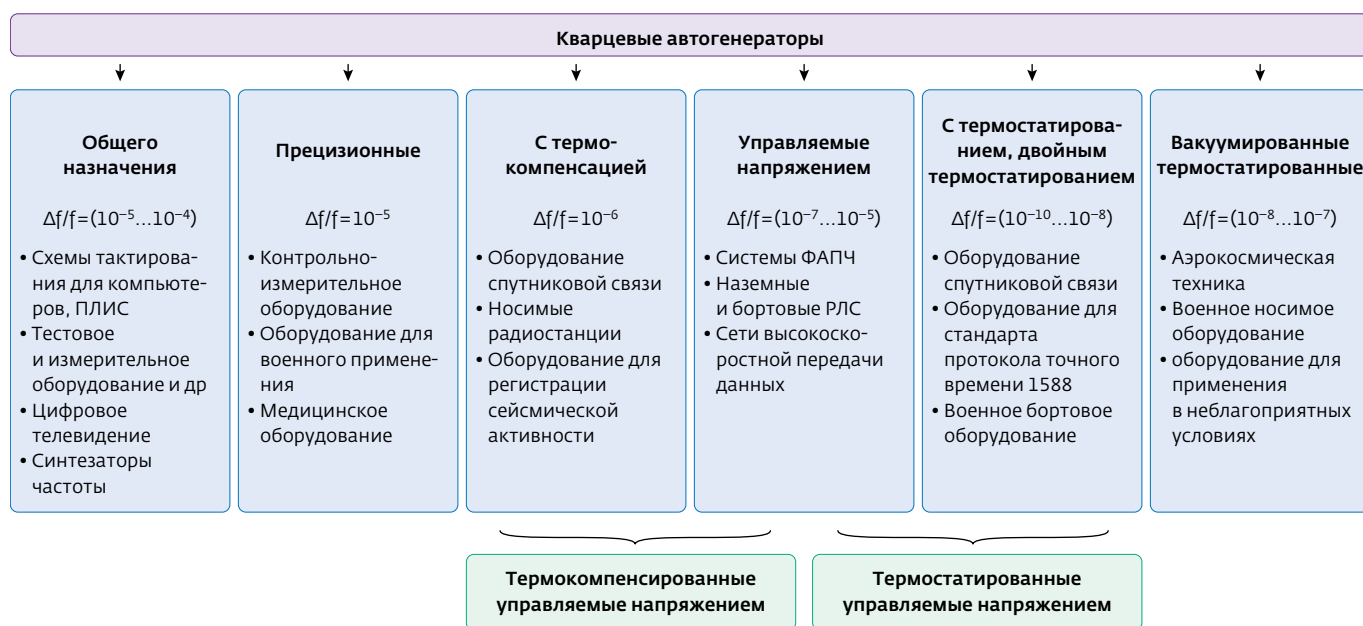 Кварцевые автогенераторы
Общего
назначения
Δf/f=(10⁻⁵...10⁻⁴)
• Схемы тактирова-
ния для компьюте-
ров, ПЛИС
• Тестовое
и измерительное
оборудование и др
• Цифровое
телевидение
• Синтезаторы
частоты
Прецизионные
Δf/f=10⁻⁵
• Контрольно-
измерительное
оборудование
• Оборудование для
военного примене-
ния
• Медицинское
оборудование
С термо-
компенсацией
Δf/f=10⁻⁶
• Оборудование
спутниковой связи
• Носимые
радиостанции
• Оборудование для
регистрации
сейсмической
активности
Управляемые
напряжением
Δf/f=(10⁻⁷...10⁻⁵)
• Системы ФАПЧ
• Наземные
и бортовые РЛС
• Сети высокоско-
ростной передачи
данных
С термостатирова-
нием, двойным
термостатированием
Δf/f=(10⁻¹⁰...10⁻⁸)
• Оборудование
спутниковой связи
• Оборудование для
стандарта
протокола точного
времени 1588
• Военное бортовое
оборудование
Вакуумированные
термостатированные
Δf/f=(10⁻⁸...10⁻⁷)
• Аэрокосмическая
техника
• Военное носимое
оборудование
• оборудование для
применения
в неблагоприятных
условиях
Термокомпенсированные
управляемые напряжением
Термостатированные
управляемые напряжением